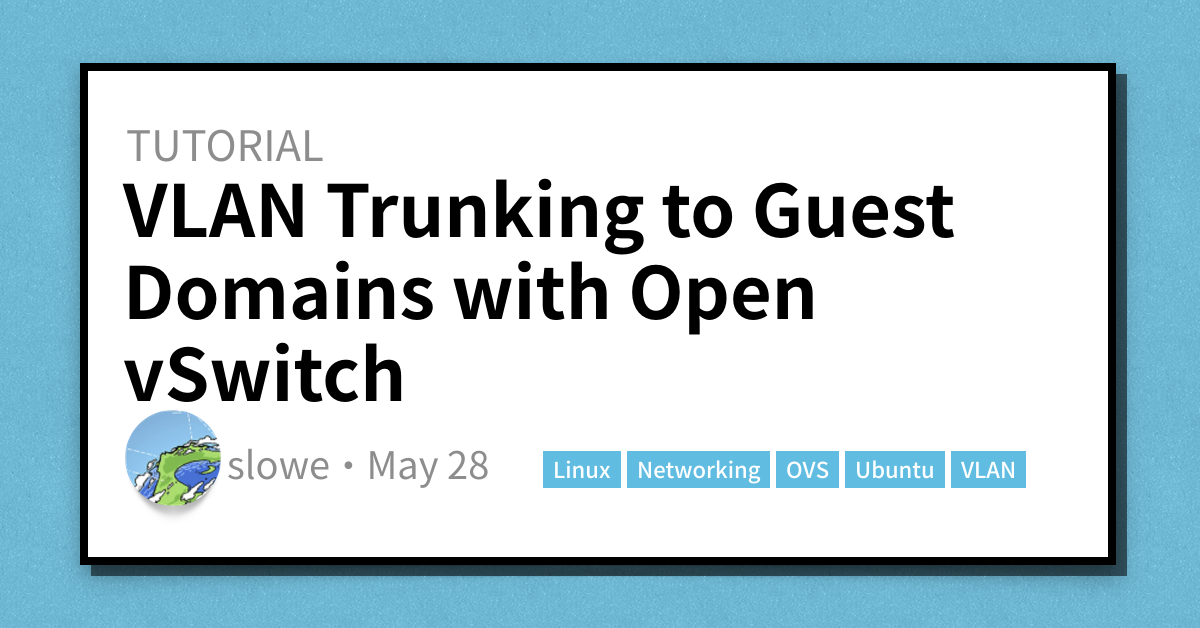 TUTORIAL
VLAN Trunking to Guest
Domains with Open
vSwitch
slowe • May 28
Linux Networking OVS Ubuntu VLAN